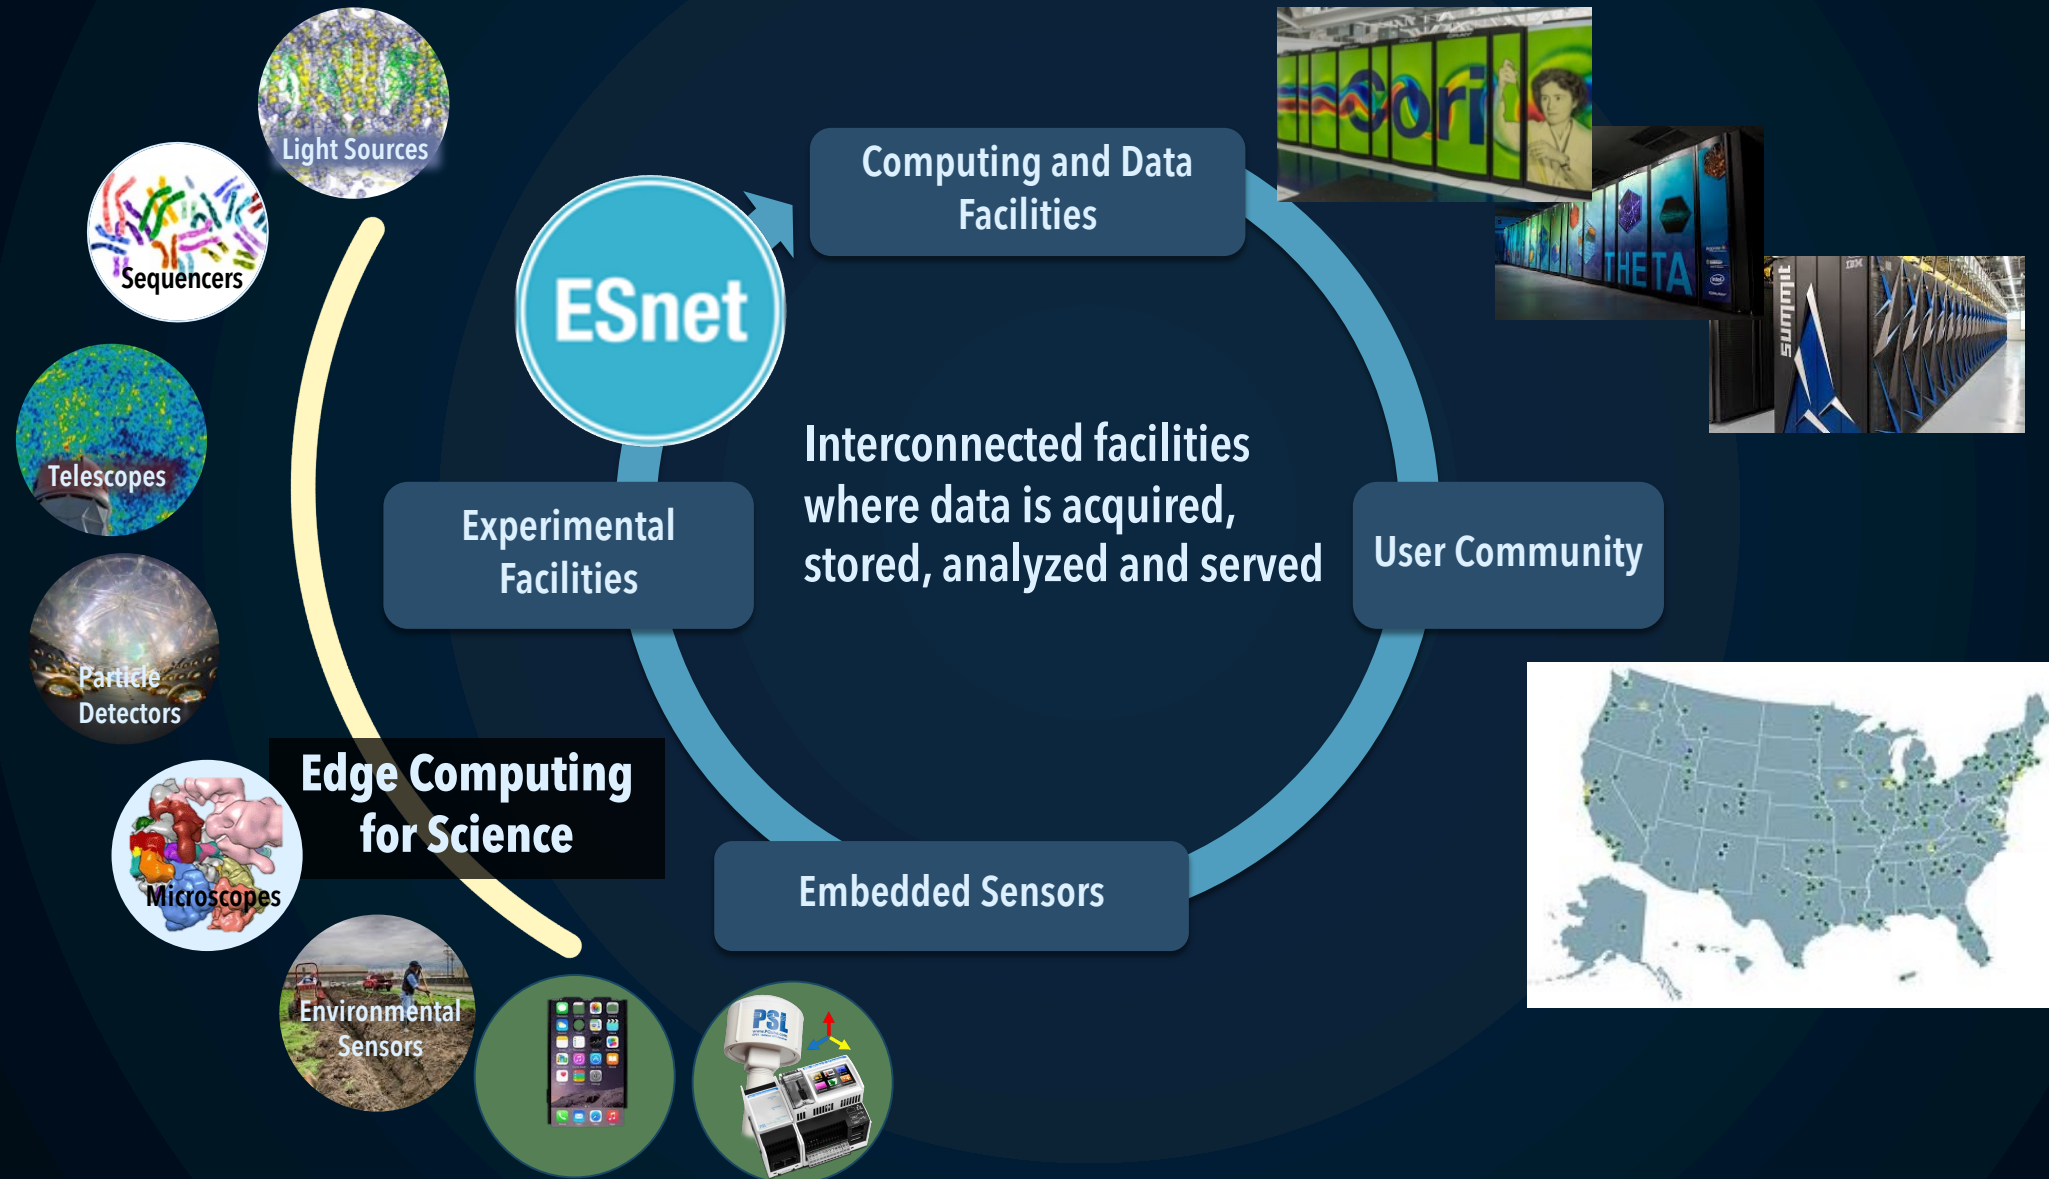 Light Sources
Sequencers
Telescopes
Particle
Detectors
Microscopes
Environmental
Sensors
Edge Computing
for Science
ESnet
Computing and Data
Facilities
Experimental
Facilities
Interconnected facilities
where data is acquired,
stored, analyzed and served
User Community
Embedded Sensors
Cori
THETA
intel
summit
IBM
PSL